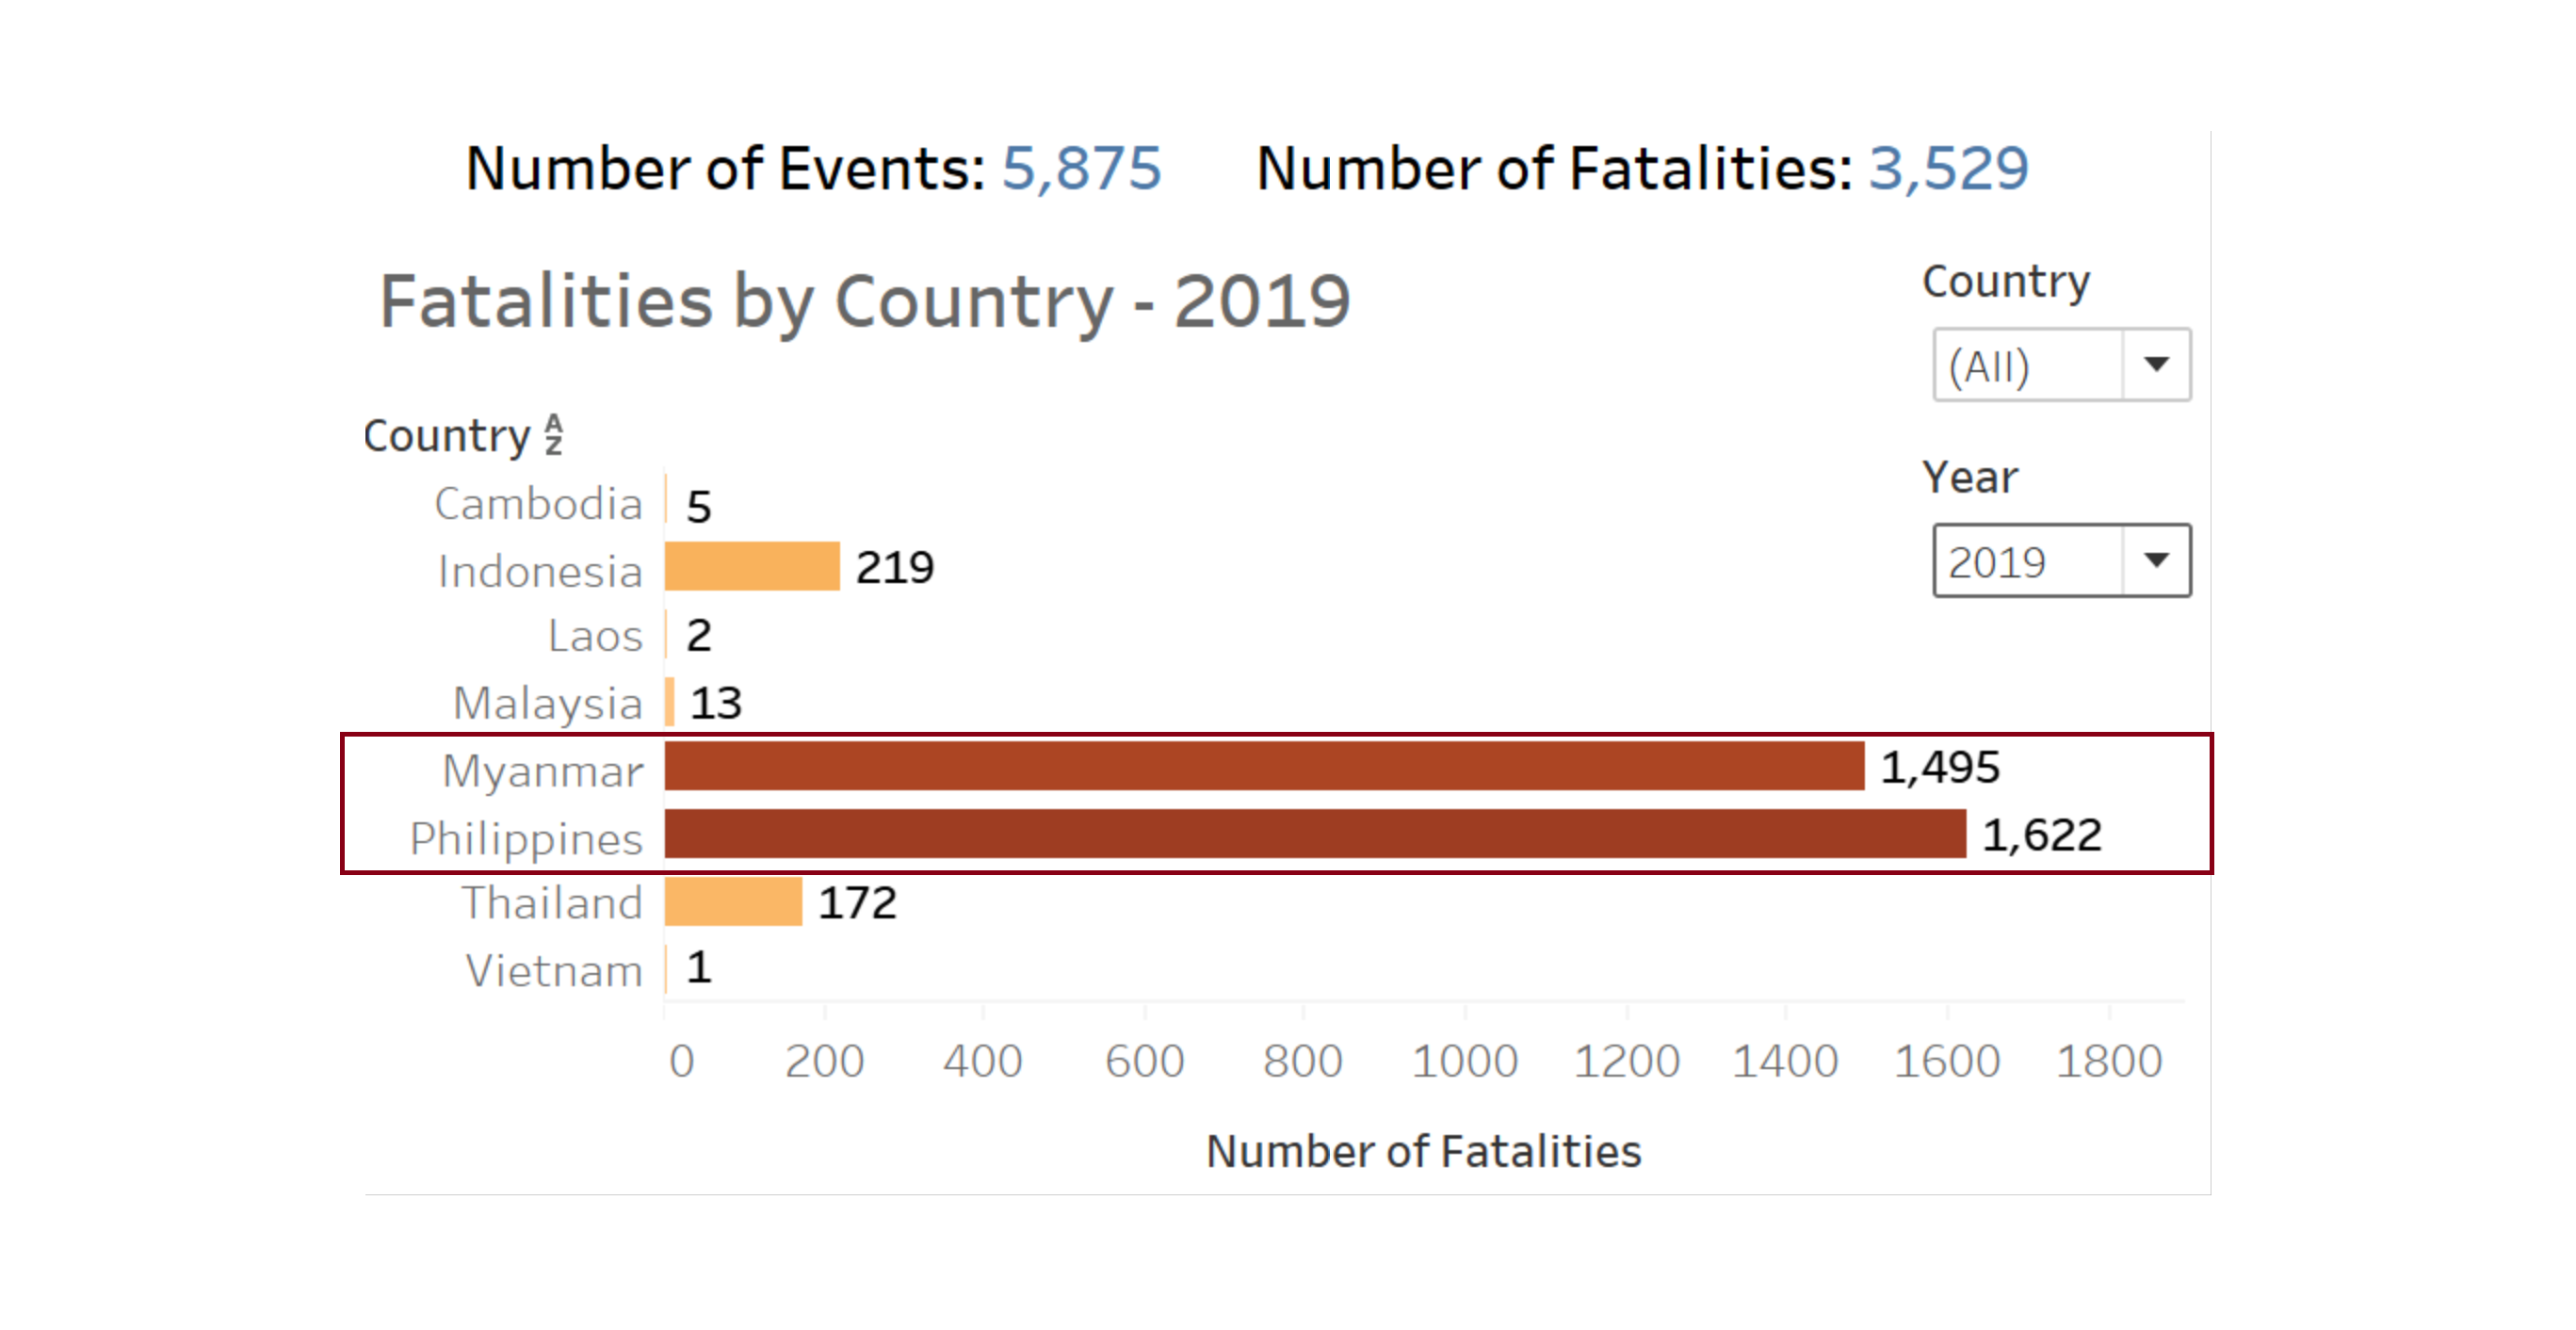 Number of Events: 5,875 Number of Fatalities: 3,529
Fatalities by Country - 2019
Country
(All)
Year
2019
Country A Z
Cambodia 5
Indonesia 219
Laos 2
Malaysia 13
Myanmar 1,495
Philippines 1,622
Thailand 172
Vietnam 1
0 200 400 600 800 1000 1200 1400 1600 1800
Number of Fatalities